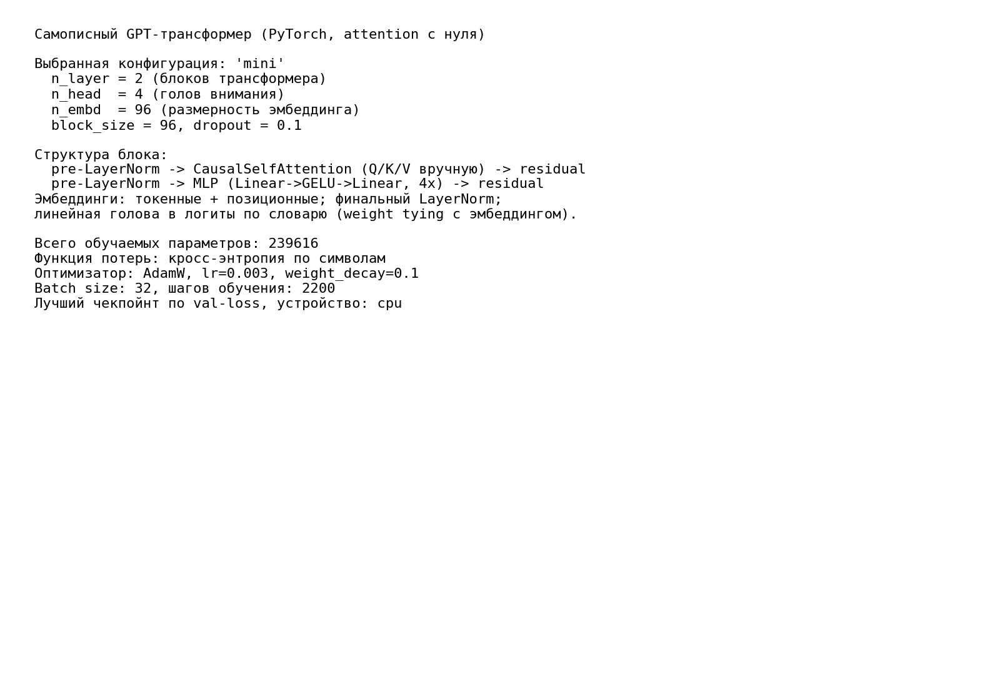 Самописный GPT-трансформер (PyTorch, attention с нуля)
Выбранная конфигурация: 'mini'
n_layer = 2 (блоков трансформера)
n_head  = 4 (голов внимания)
n_embd  = 96 (размерность эмбеддинга)
block_size = 96, dropout = 0.1
Структура блока:
pre-LayerNorm -> CausalSelfAttention (Q/K/V вручную) -> residual
pre-LayerNorm -> MLP (Linear->GELU->Linear, 4x) -> residual
Эмбеддинги: токенные + позиционные; финальный LayerNorm;
линейная голова в логиты по словарю (weight tying с эмбеддингом).
Всего обучаемых параметров: 239616
Функция потерь: кросс-энтропия по символам
Оптимизатор: AdamW, lr=0.003, weight_decay=0.1
Batch size: 32, шагов обучения: 2200
Лучший чекпойнт по val-loss, устройство: cpu